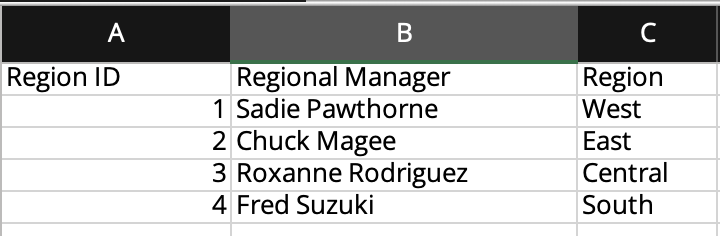 A B C
Region ID Regional Manager Region
1 Sadie Pawthorne West
2 Chuck Magee East
3 Roxanne Rodriguez Central
4 Fred Suzuki South